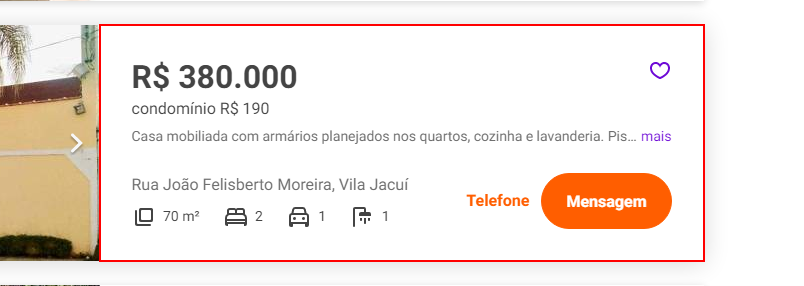 R$ 380.000
condomínio R$ 190
Casa mobiliada com armários planejados nos quartos, cozinha e lavanderia. Pis... mais
Rua João Felisberto Moreira, Vila Jacuí
70 m² 2 1 1
Telefone Mensagem